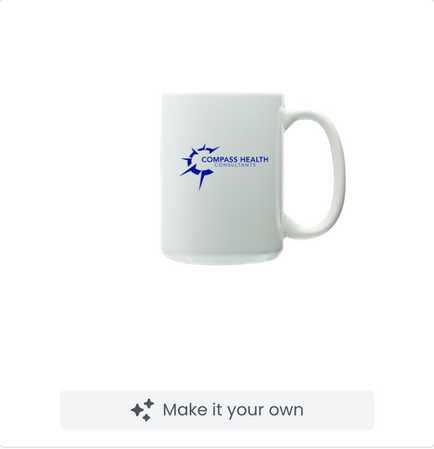 COMPASS HEALTH
CONSULTANTS
Make it your own